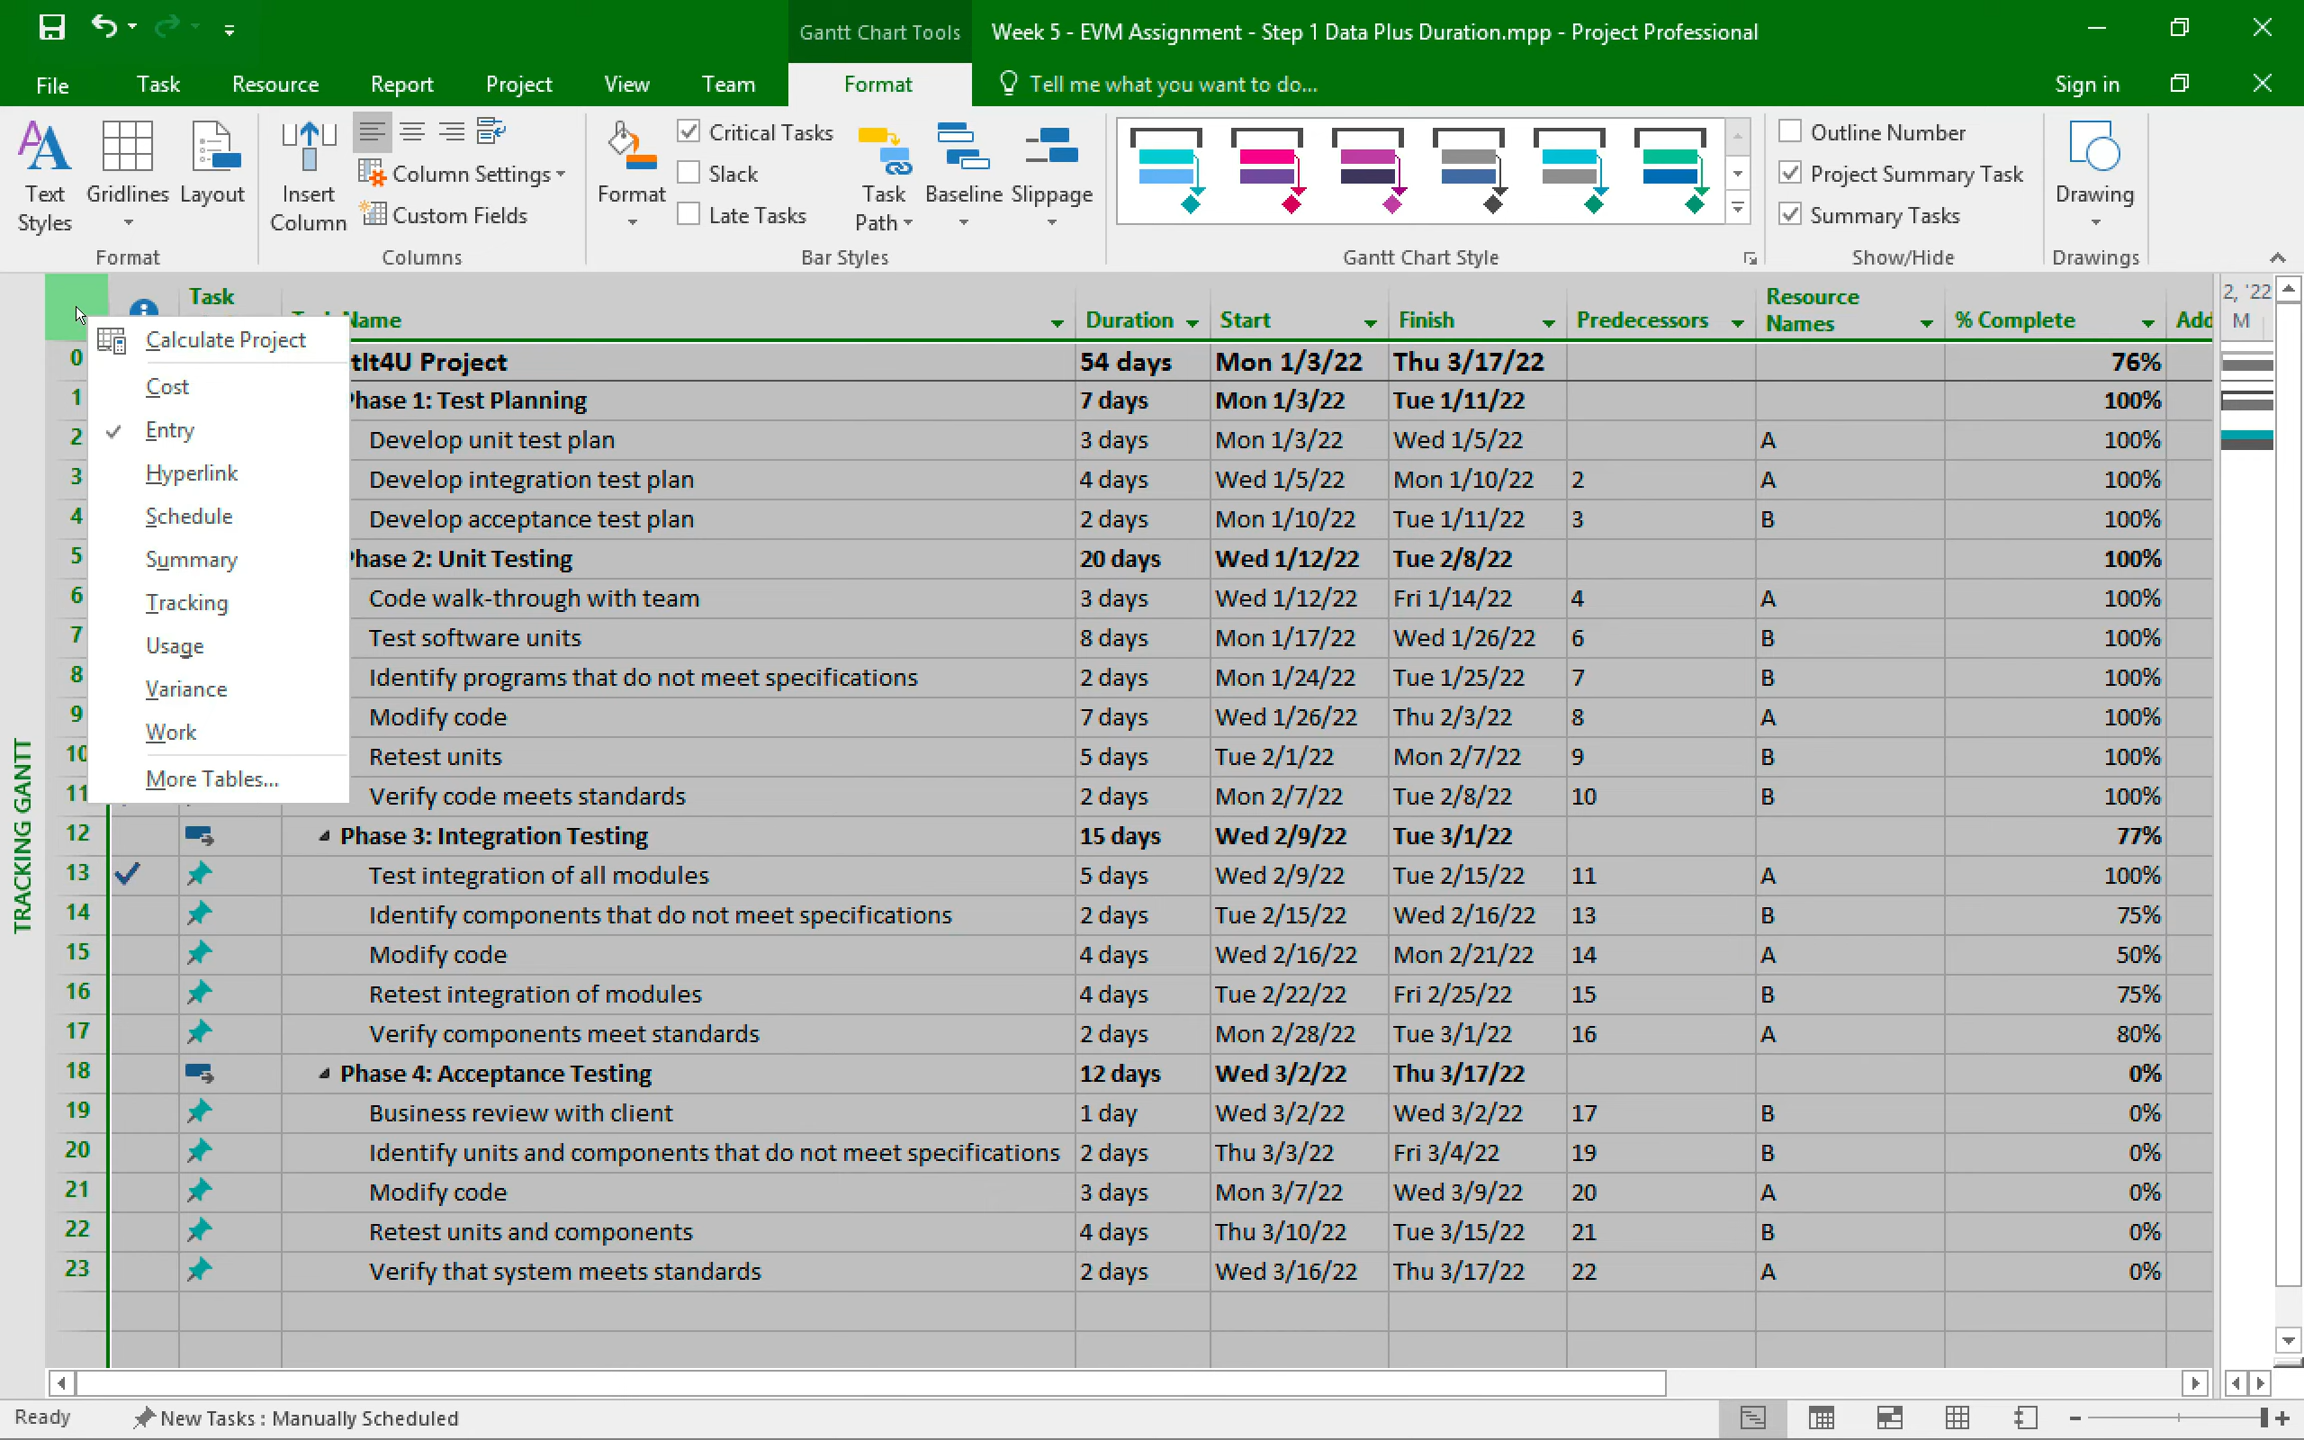 Gantt Chart Tools
Week 5 - EVM Assignment - Step 1 Data Plus Duration.mpp - Project Professional
File Task Resource Report Project View Team Format Tell me what you want to do... Sign in
Text Styles
Gridlines
Layout
Format
Insert Column
Column Settings
Custom Fields
Columns
Format
Critical Tasks
Slack
Late Tasks
Task Path
Baseline
Slippage
Bar Styles
Gantt Chart Style
Outline Number
Project Summary Task
Summary Tasks
Show/Hide
Drawing
Drawings
Task Name Duration Start Finish Predecessors Resource Names % Complete Add
2, '22
M
Calculate Project
Cost
Entry
Hyperlink
Schedule
Summary
Tracking
Usage
Variance
Work
More Tables...
TRACKING GANTT
0 tIt4U Project 54 days Mon 1/3/22 Thu 3/17/22 76%
1 Phase 1: Test Planning 7 days Mon 1/3/22 Tue 1/11/22 100%
2 Develop unit test plan 3 days Mon 1/3/22 Wed 1/5/22 A 100%
3 Develop integration test plan 4 days Wed 1/5/22 Mon 1/10/22 2 A 100%
4 Develop acceptance test plan 2 days Mon 1/10/22 Tue 1/11/22 3 B 100%
5 Phase 2: Unit Testing 20 days Wed 1/12/22 Tue 2/8/22 100%
6 Code walk-through with team 3 days Wed 1/12/22 Fri 1/14/22 4 A 100%
7 Test software units 8 days Mon 1/17/22 Wed 1/26/22 6 B 100%
8 Identify programs that do not meet specifications 2 days Mon 1/24/22 Tue 1/25/22 7 B 100%
9 Modify code 7 days Wed 1/26/22 Thu 2/3/22 8 A 100%
10 Retest units 5 days Tue 2/1/22 Mon 2/7/22 9 B 100%
11 Verify code meets standards 2 days Mon 2/7/22 Tue 2/8/22 10 B 100%
12 Phase 3: Integration Testing 15 days Wed 2/9/22 Tue 3/1/22 77%
13 Test integration of all modules 5 days Wed 2/9/22 Tue 2/15/22 11 A 100%
14 Identify components that do not meet specifications 2 days Tue 2/15/22 Wed 2/16/22 13 B 75%
15 Modify code 4 days Wed 2/16/22 Mon 2/21/22 14 A 50%
16 Retest integration of modules 4 days Tue 2/22/22 Fri 2/25/22 15 B 75%
17 Verify components meet standards 2 days Mon 2/28/22 Tue 3/1/22 16 A 80%
18 Phase 4: Acceptance Testing 12 days Wed 3/2/22 Thu 3/17/22 0%
19 Business review with client 1 day Wed 3/2/22 Wed 3/2/22 17 B 0%
20 Identify units and components that do not meet specifications 2 days Thu 3/3/22 Fri 3/4/22 19 B 0%
21 Modify code 3 days Mon 3/7/22 Wed 3/9/22 20 A 0%
22 Retest units and components 4 days Thu 3/10/22 Tue 3/15/22 21 B 0%
23 Verify that system meets standards 2 days Wed 3/16/22 Thu 3/17/22 22 A 0%
Ready New Tasks : Manually Scheduled